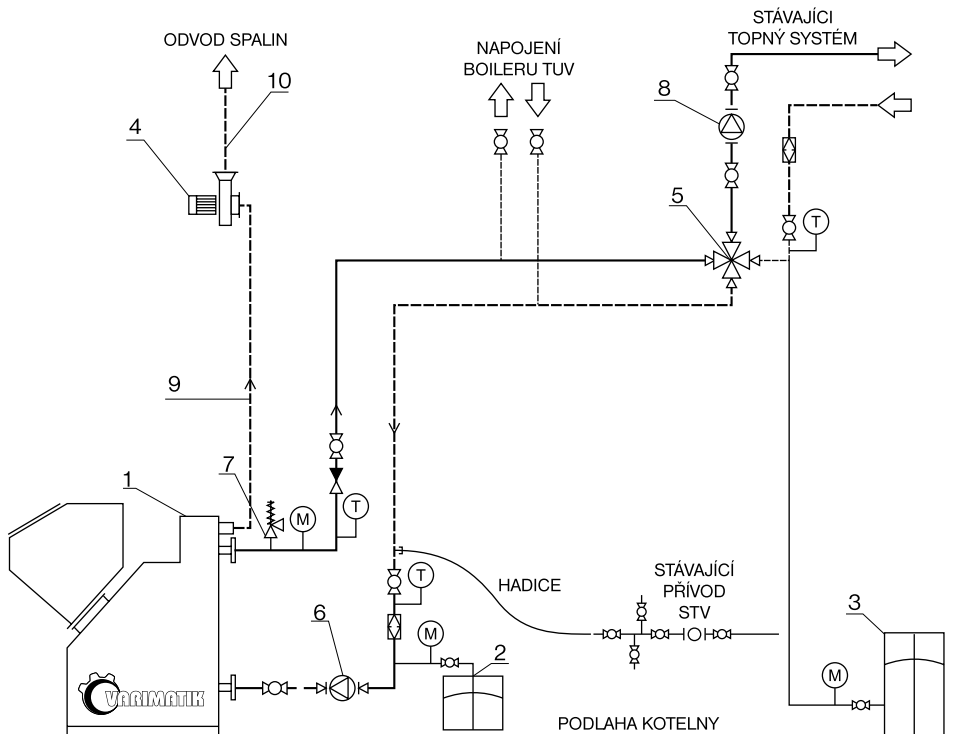 STÁVAJÍCI
TOPNÝ SYSTÉM
ODVOD SPALIN
NAPOJENÍ
BOILERU TUV
10
8
4
5
T
9
7
1
M
T
T
HADICE
STÁVAJÍCÍ
PŘÍVOD
STV
6
M
2
3
M
VARIMATIK
PODLAHA KOTELNY